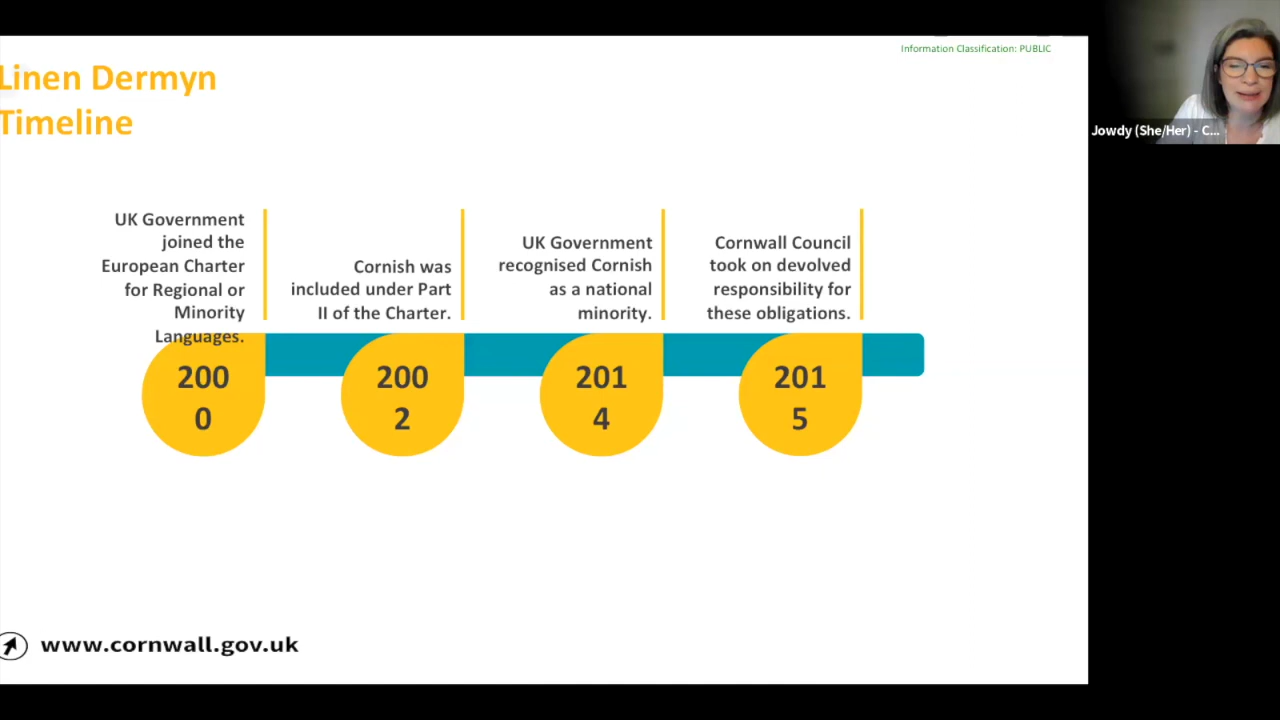 Information Classification: PUBLIC
Linen Dermyn
Timeline
UK Government
joined the
European Charter
for Regional or
Minority
Languages.
Cornish was
included under Part
II of the Charter.
UK Government
recognised Cornish
as a national
minority.
Cornwall Council
took on devolved
responsibility for
these obligations.
200
0
200
2
201
4
201
5
www.cornwall.gov.uk
Jowdy (She/Her) - C...